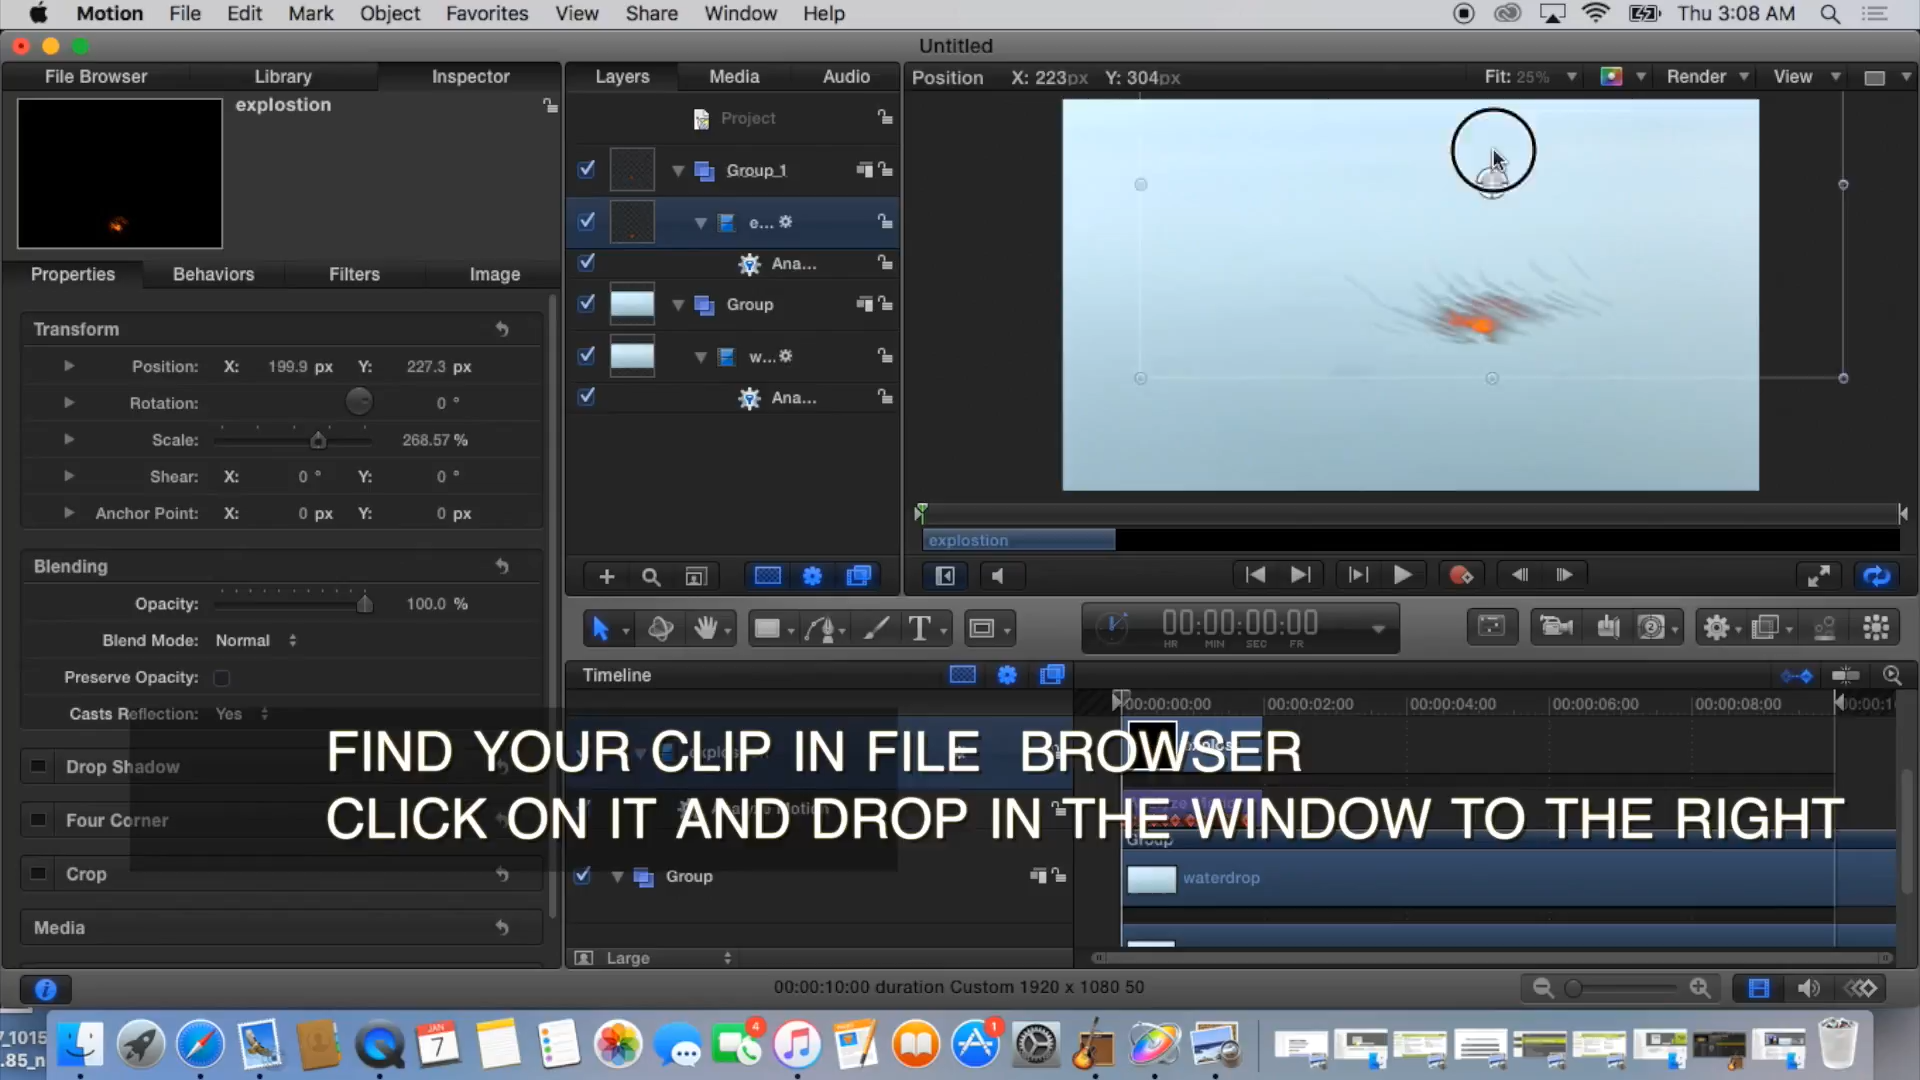 Motion File Edit Mark Object Favorites View Share Window Help Thu 3:08 AM
Untitled
File Browser Library Inspector Layers Media Audio Position X: 223px Y: 304px Fit: 25% Render View
explostion
Project
Group_1
e...
Ana...
Group
w...
Ana...
Properties Behaviors Filters Image
Transform
Position: X: 199.9 px Y: 227.3 px
Rotation: 0 °
Scale: 268.57 %
Shear: X: 0 ° Y: 0 °
Anchor Point: X: 0 px Y: 0 px
explostion
Blending
Opacity: 100.0 %
Blend Mode: Normal
Preserve Opacity:
Casts Reflection: Yes
00:00:00:00
HR MIN SEC FR
Timeline
00:00:00:00 00:00:02:00 00:00:04:00 00:00:06:00 00:00:08:00
FIND YOUR CLIP IN FILE BROWSER
CLICK ON IT AND DROP IN THE WINDOW TO THE RIGHT
Drop Shadow
Four Corner
Crop
Media
Group
Group
waterdrop
Large
00:00:10:00 duration Custom 1920 x 1080 50
7_1015
.85_n
JAN
7
4
1